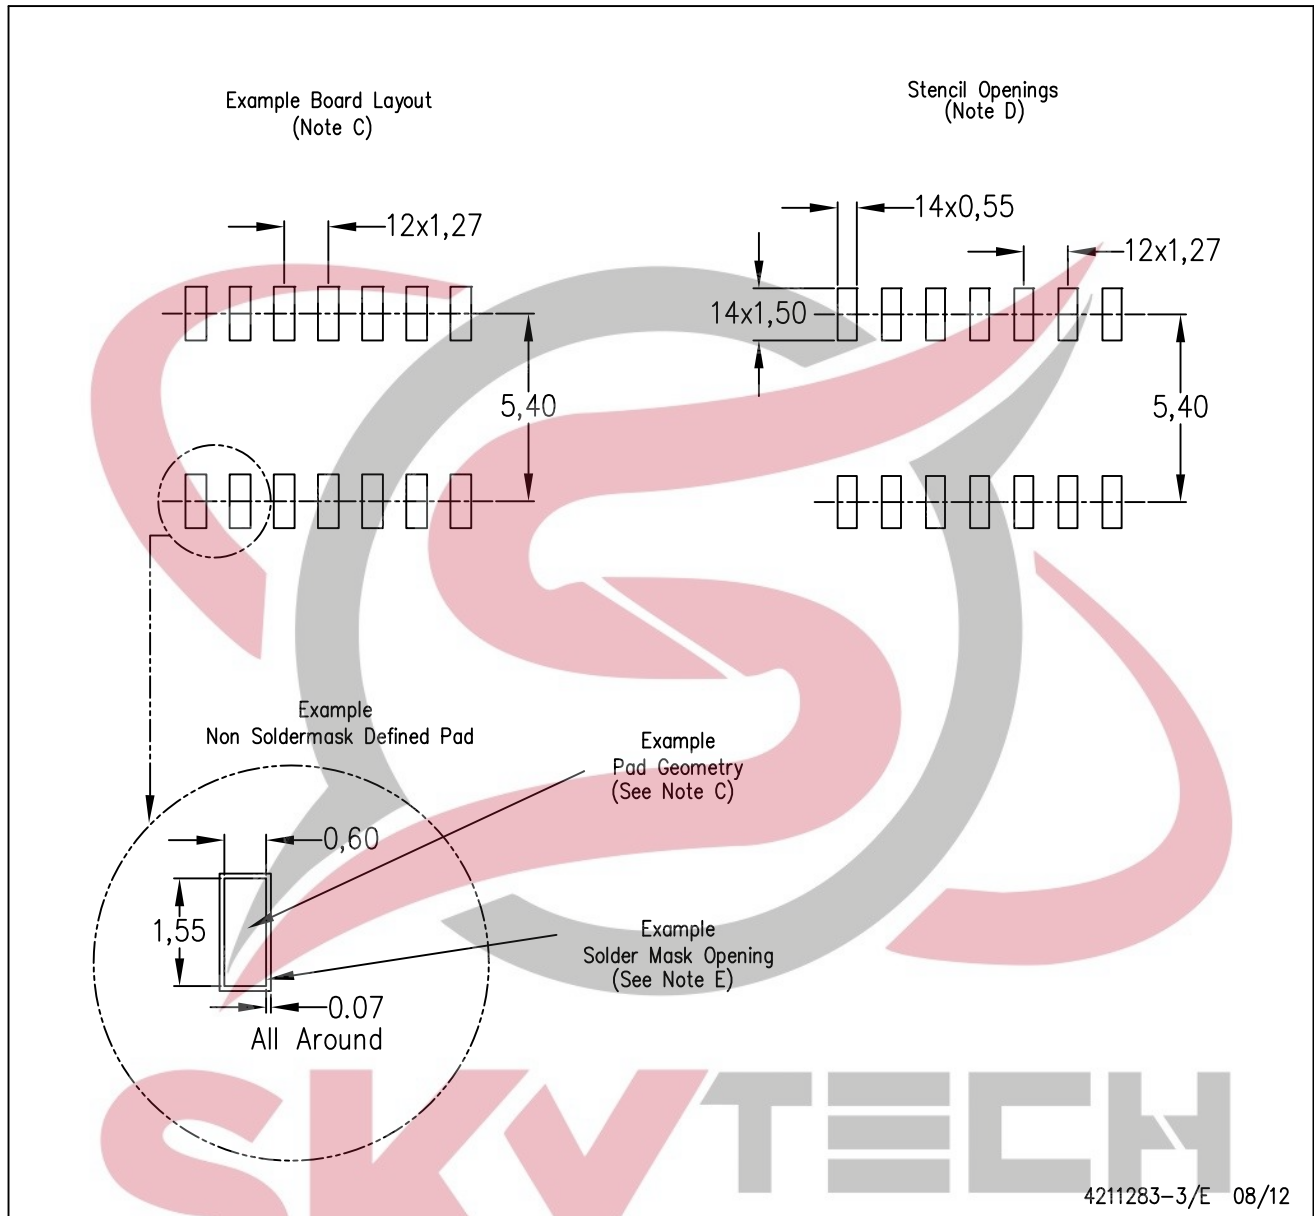 Example Board Layout
(Note C)
Stencil Openings
(Note D)
12x1,27
14x0,55
12x1,27
14x1,50
5,40
5,40
Example
Non Soldermask Defined Pad
Example
Pad Geometry
(See Note C)
0,60
1,55
Example
Solder Mask Opening
(See Note E)
0.07
All Around
SKYTECH
4211283-3/E 08/12